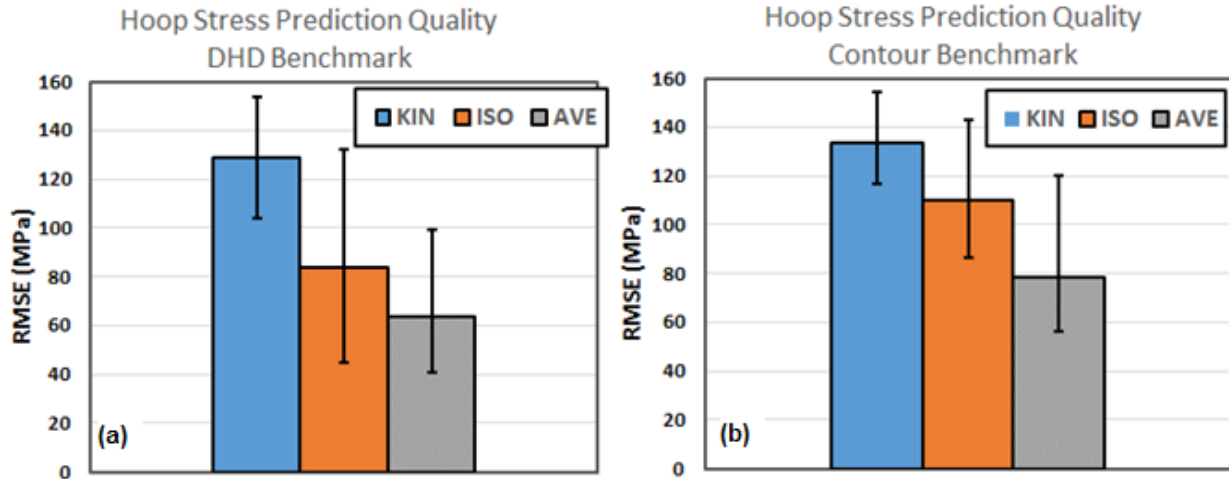 Hoop Stress Prediction Quality
DHD Benchmark
160
140
120
100
80
60
40
20
0
RMSE (MPa)
KIN ISO AVE
(a)
Hoop Stress Prediction Quality
Contour Benchmark
160
140
120
100
80
60
40
20
0
RMSE (MPa)
KIN ISO AVE
(b)